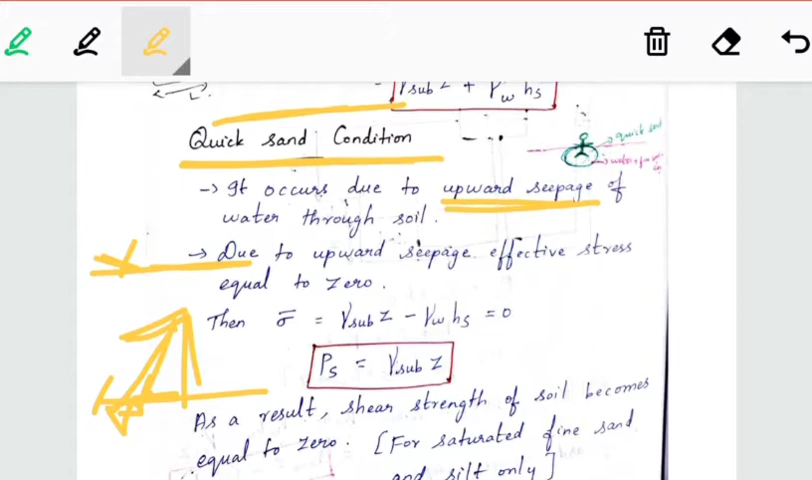 γsub z + γw hs
Quick sand Condition
quick sand
→ It occurs due to upward seepage of
water through soil.
→ Due to upward seepage effective stress
equal to zero.
Then σ̄ = γsub z - γw hs = 0
Ps = γsub z
As a result, shear strength of soil becomes
equal to zero. [For saturated fine sand
and silt only]